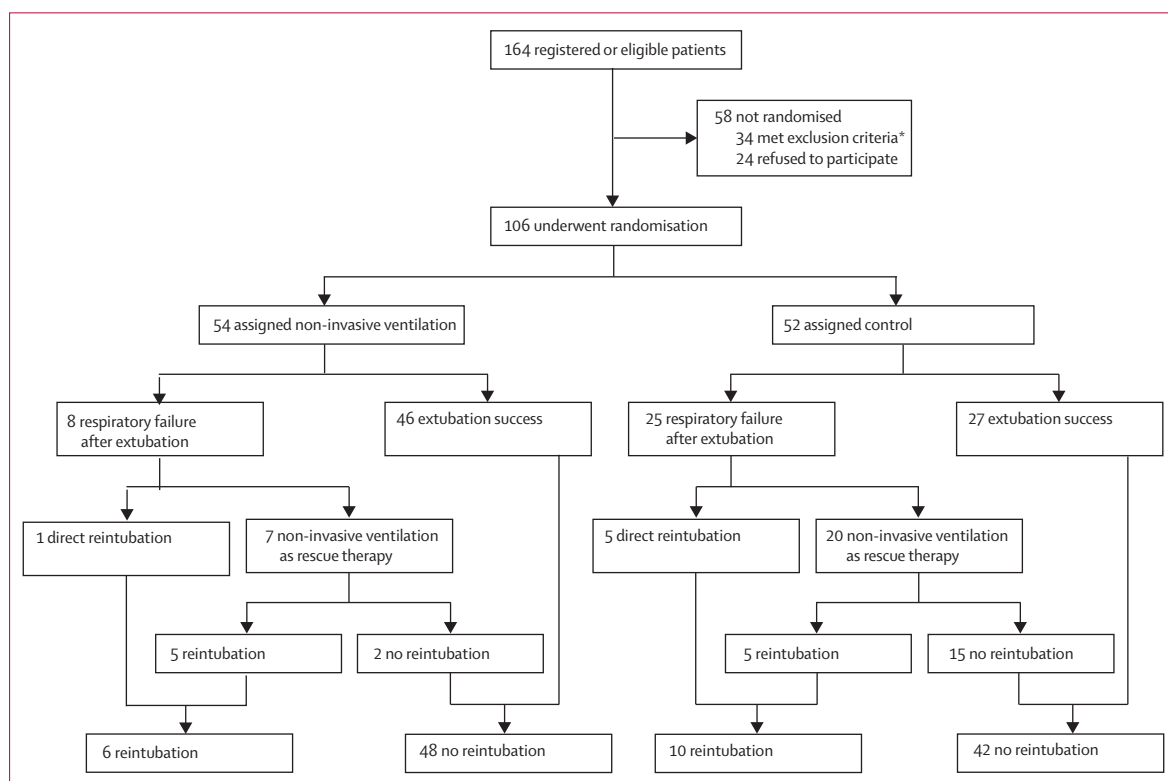 164 registered or eligible patients
58 not randomised
34 met exclusion criteria*
24 refused to participate
106 underwent randomisation
54 assigned non-invasive ventilation
52 assigned control
8 respiratory failure
after extubation
46 extubation success
25 respiratory failure
after extubation
27 extubation success
1 direct reintubation
7 non-invasive ventilation
as rescue therapy
5 direct reintubation
20 non-invasive ventilation
as rescue therapy
5 reintubation
2 no reintubation
5 reintubation
15 no reintubation
6 reintubation
48 no reintubation
10 reintubation
42 no reintubation